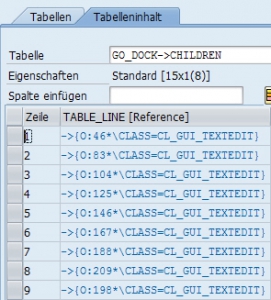 Tabellen Tabelleninhalt
Tabelle GO_DOCK->CHILDREN
Eigenschaften Standard [15x1(8)]
Spalte einfügen
Zeile TABLE_LINE [Reference]
1 ->{O:46*\CLASS=CL_GUI_TEXTEDIT}
2 ->{O:83*\CLASS=CL_GUI_TEXTEDIT}
3 ->{O:104*\CLASS=CL_GUI_TEXTEDIT}
4 ->{O:125*\CLASS=CL_GUI_TEXTEDIT}
5 ->{O:146*\CLASS=CL_GUI_TEXTEDIT}
6 ->{O:167*\CLASS=CL_GUI_TEXTEDIT}
7 ->{O:188*\CLASS=CL_GUI_TEXTEDIT}
8 ->{O:209*\CLASS=CL_GUI_TEXTEDIT}
9 ->{O:198*\CLASS=CL_GUI_TEXTEDIT}